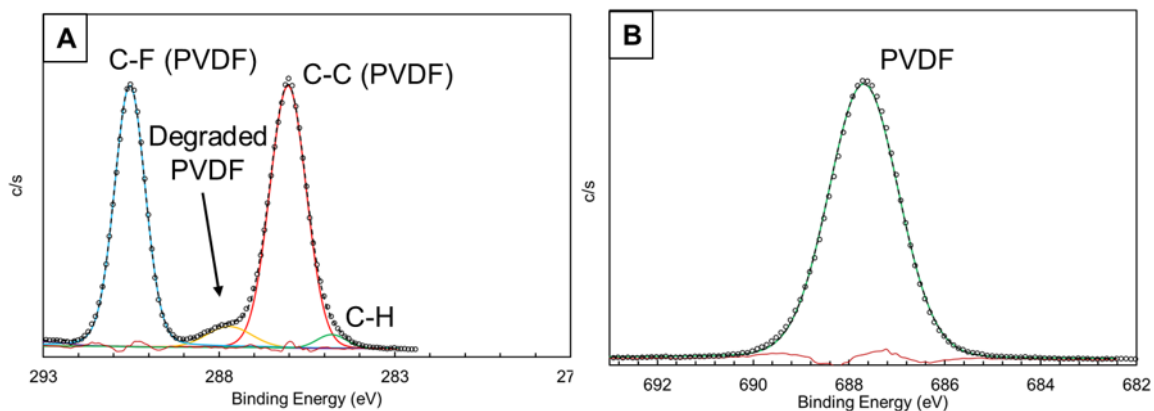 A
C-F (PVDF)
C-C (PVDF)
Degraded
PVDF
C-H
c/s
293
288
283
27
Binding Energy (eV)
B
PVDF
c/s
692
690
688
686
684
682
Binding Energy (eV)